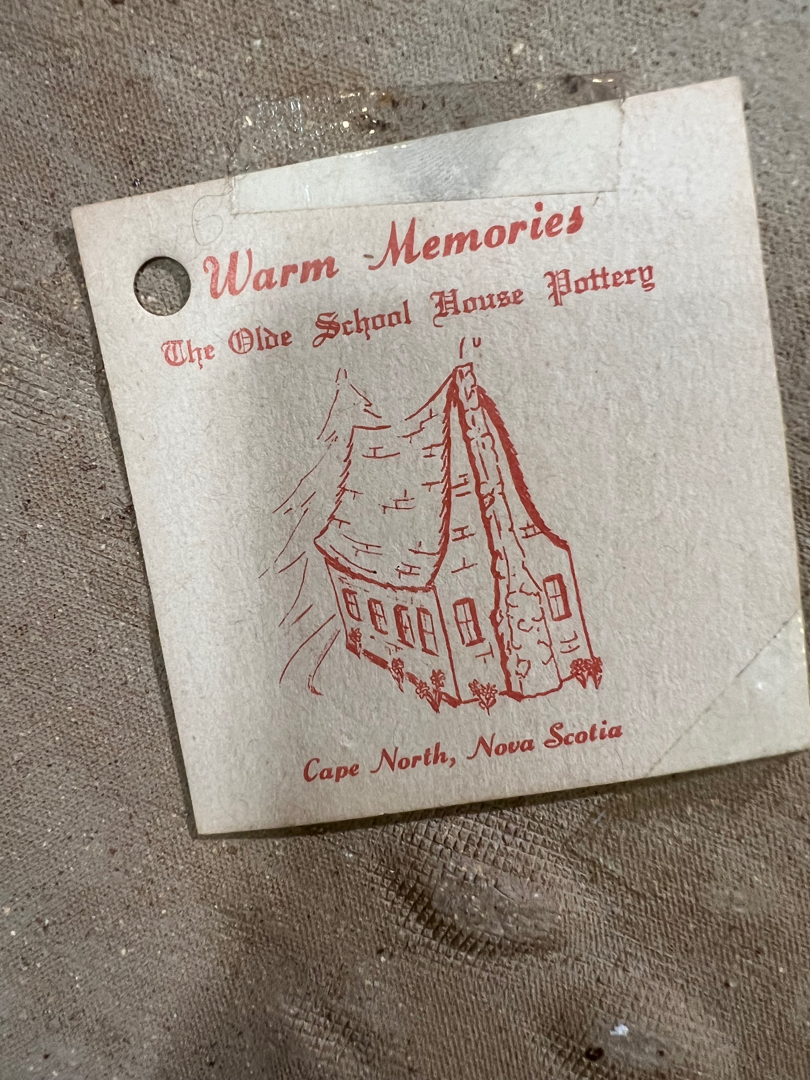 Warm Memories
The Olde School House Pottery
Cape North, Nova Scotia